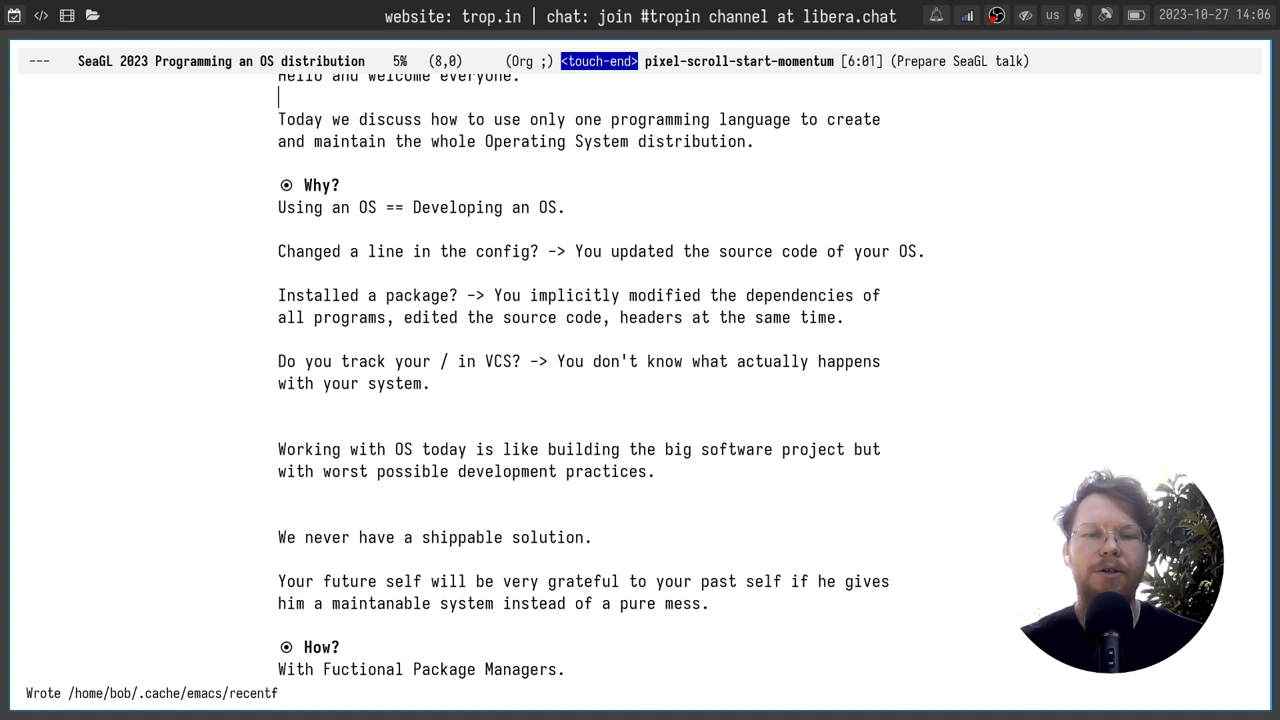 website: trop.in | chat: join #tropin channel at libera.chat
us
2023-10-27 14:06
--- SeaGL 2023 Programming an OS distribution 5% (8,0) (Org ;) <touch-end> pixel-scroll-start-momentum [6:01] (Prepare SeaGL talk)
Hello and welcome everyone.
Today we discuss how to use only one programming language to create
and maintain the whole Operating System distribution.
Why?
Using an OS == Developing an OS.
Changed a line in the config? -> You updated the source code of your OS.
Installed a package? -> You implicitly modified the dependencies of
all programs, edited the source code, headers at the same time.
Do you track your / in VCS? -> You don't know what actually happens
with your system.
Working with OS today is like building the big software project but
with worst possible development practices.
We never have a shippable solution.
Your future self will be very grateful to your past self if he gives
him a maintanable system instead of a pure mess.
How?
With Fuctional Package Managers.
Wrote /home/bob/.cache/emacs/recentf